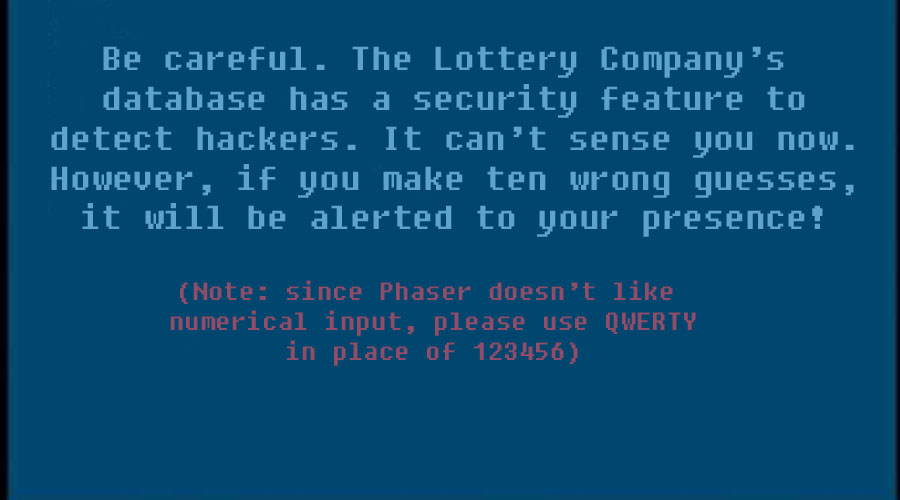 Be careful. The Lottery Company's
database has a security feature to
detect hackers. It can't sense you now.
However, if you make ten wrong guesses,
it will be alerted to your presence!
(Note: since Phaser doesn't like
numerical input, please use QWERTY
in place of 123456)